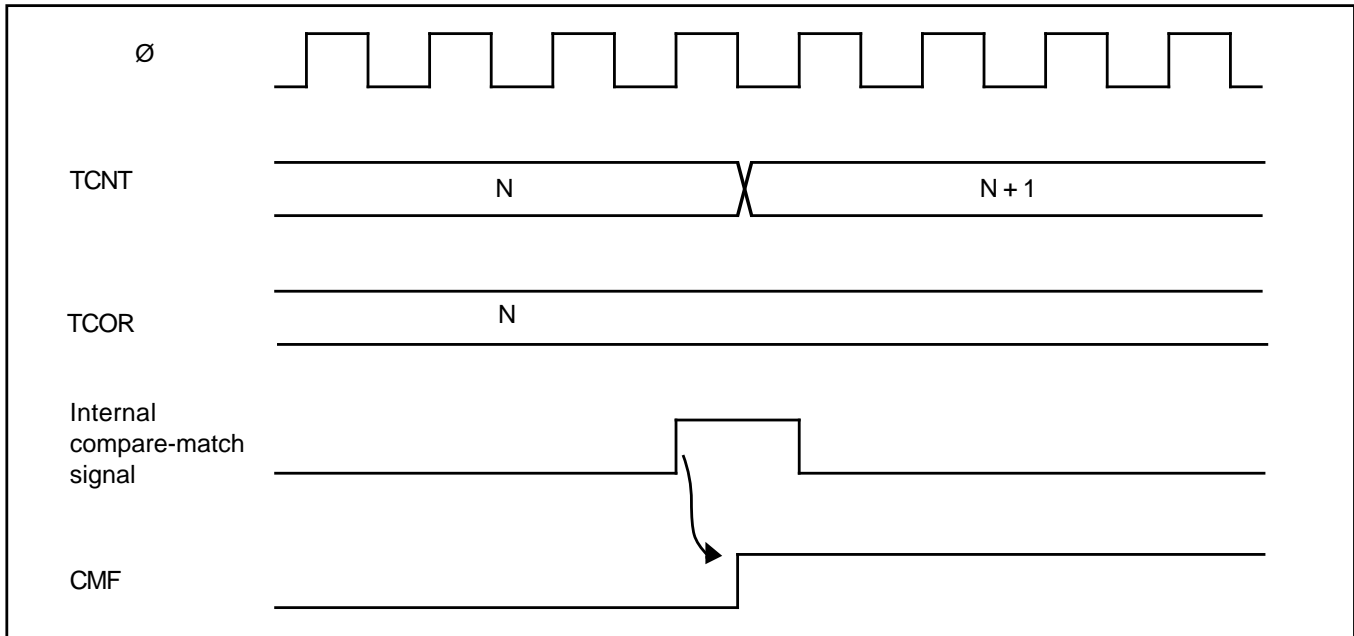 Ø
TCNT
N
N + 1
TCOR
N
Internal
compare-match
signal
CMF